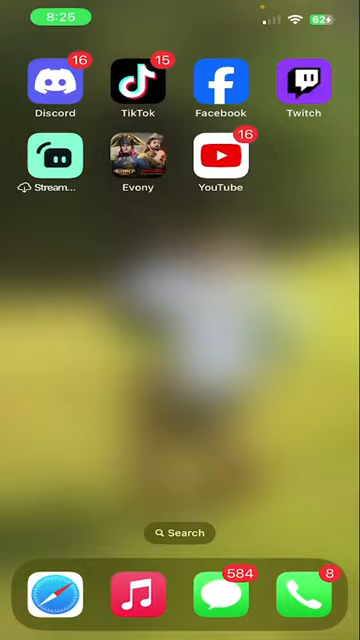 8:25
62
16
15
Discord
TikTok
Facebook
Twitch
16
Stream...
Evony
YouTube
Search
584
8